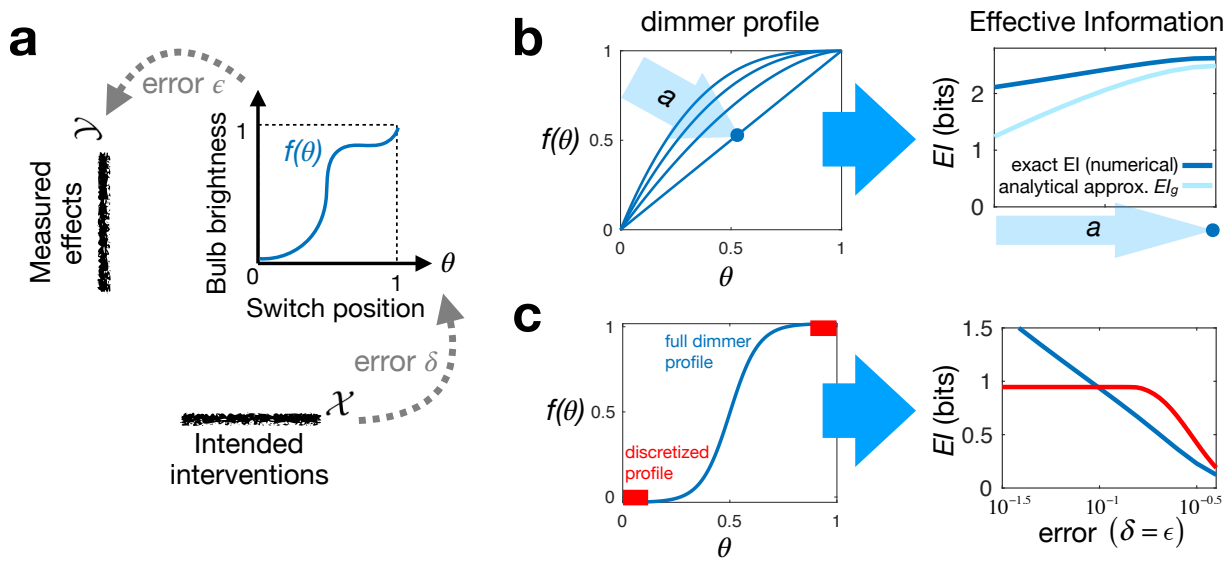 a
error ϵ
𝒴
Measured
effects
Bulb brightness
1
f(θ)
0
1
θ
Switch position
error δ
𝒳
Intended
interventions
b
dimmer profile
f(θ)
1
0.5
0
a
0
0.5
1
θ
Effective Information
EI (bits)
2
1
0
exact EI (numerical)
analytical approx. EI_g
a
c
f(θ)
1
0.5
0
full dimmer
profile
discretized
profile
0
0.5
1
θ
EI (bits)
1.5
1
0.5
0
10^-1.5
10^-1
10^-0.5
error (δ = ϵ)